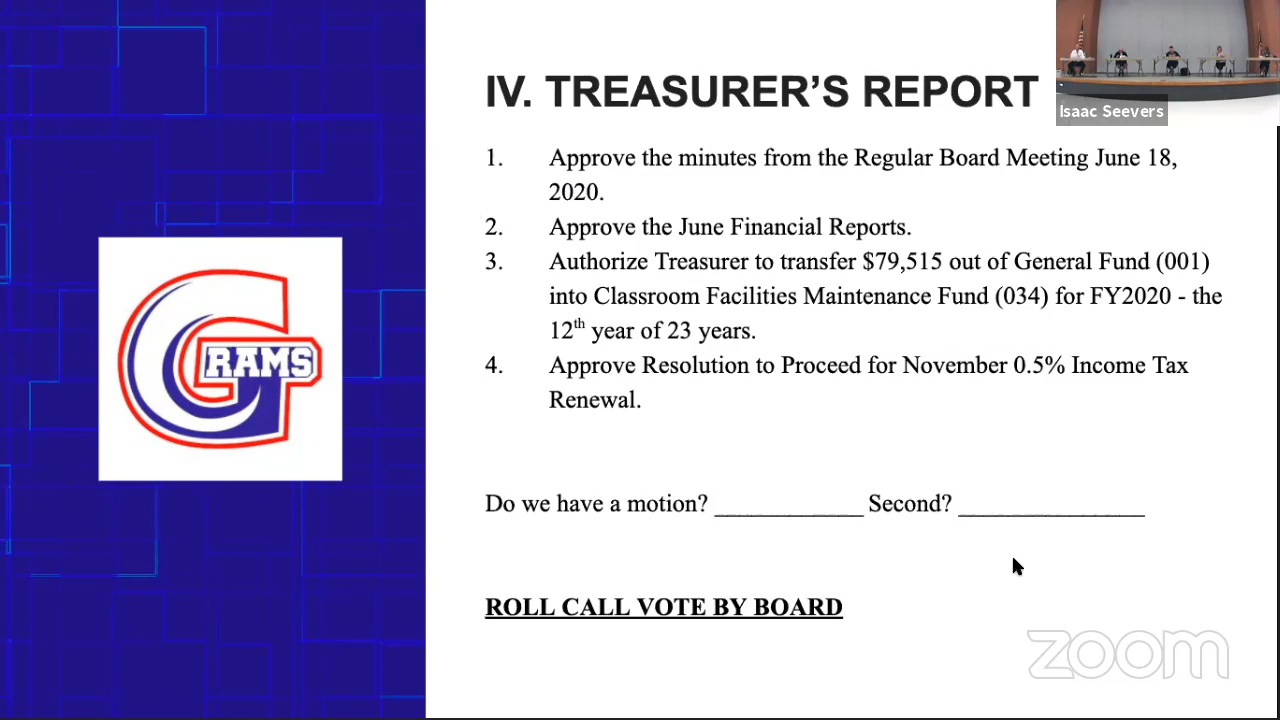 IV. TREASURER’S REPORT
Isaac Seevers
1. Approve the minutes from the Regular Board Meeting June 18,
2020.
2. Approve the June Financial Reports.
3. Authorize Treasurer to transfer $79,515 out of General Fund (001)
into Classroom Facilities Maintenance Fund (034) for FY2020 - the
12th year of 23 years.
4. Approve Resolution to Proceed for November 0.5% Income Tax
Renewal.
RAMS
Do we have a motion? ____________ Second? _______________
ROLL CALL VOTE BY BOARD
zoom